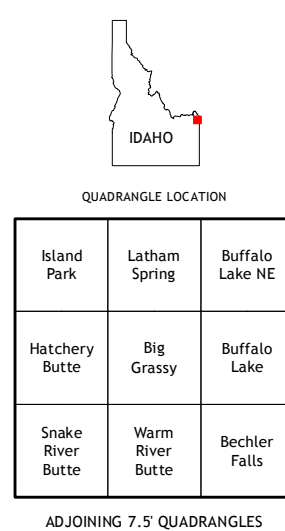 IDAHO
QUADRANGLE LOCATION
Island
Park
Latham
Spring
Buffalo
Lake NE
Hatchery
Butte
Big
Grassy
Buffalo
Lake
Snake
River
Butte
Warm
River
Butte
Bechler
Falls
ADJOINING 7.5' QUADRANGLES